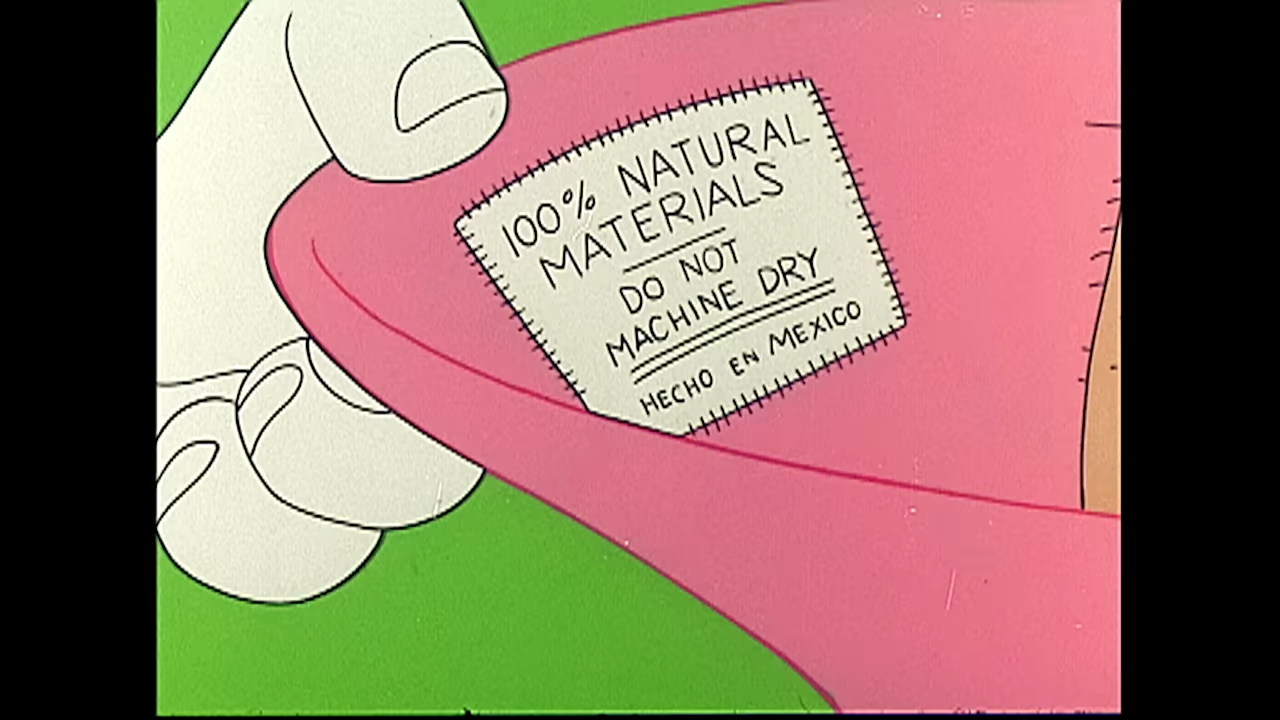 100% NATURAL
MATERIALS
DO NOT
MACHINE DRY
HECHO EN MEXICO